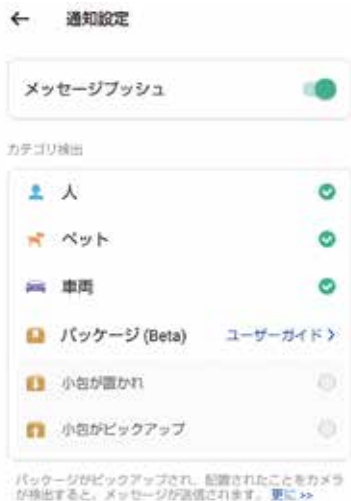 ← 通知設定
メッセージプッシュ
カテゴリ検出
人
ペット
車両
パッケージ (Beta) ユーザーガイド >
小包が置かれ
小包がピックアップ
パッケージがピックアップされ、配置されたことをカメラ
が検出すると、メッセージが送信されます。 更に >>